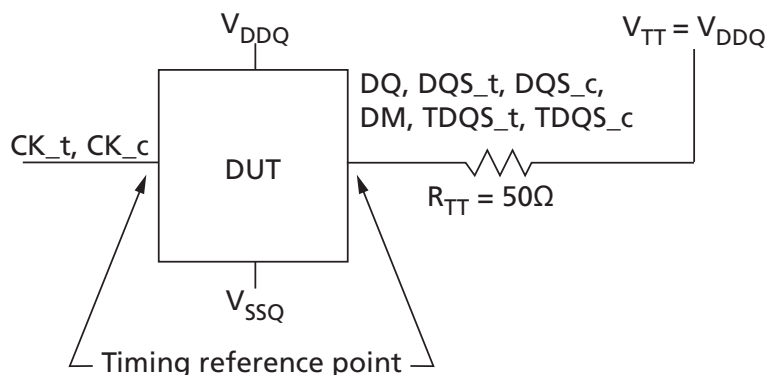 V_DDQ
V_TT = V_DDQ
DQ, DQS_t, DQS_c,
DM, TDQS_t, TDQS_c
CK_t, CK_c
DUT
R_TT = 50Ω
V_SSQ
Timing reference point